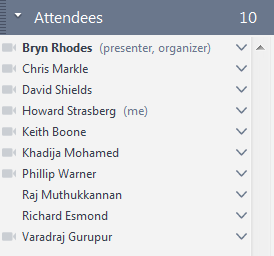 Attendees 10
Bryn Rhodes (presenter, organizer)
Chris Markle
David Shields
Howard Strasberg (me)
Keith Boone
Khadija Mohamed
Phillip Warner
Raj Muthukkannan
Richard Esmond
Varadraj Gurupur